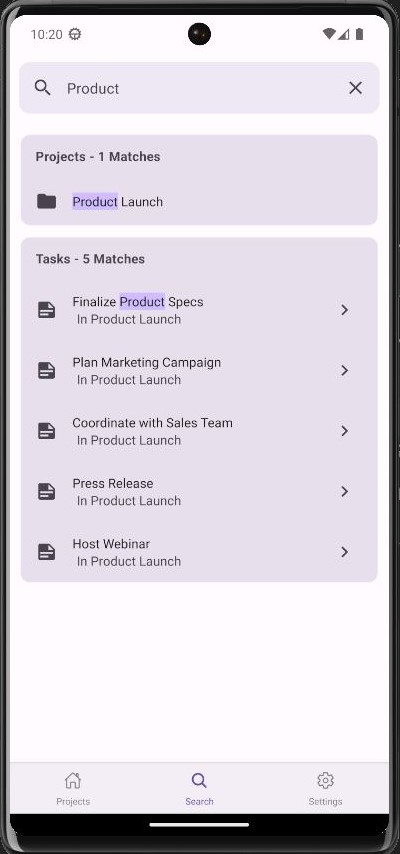 10:20
Product
Projects - 1 Matches
Product Launch
Tasks - 5 Matches
Finalize Product Specs
In Product Launch
Plan Marketing Campaign
In Product Launch
Coordinate with Sales Team
In Product Launch
Press Release
In Product Launch
Host Webinar
In Product Launch
Projects
Search
Settings